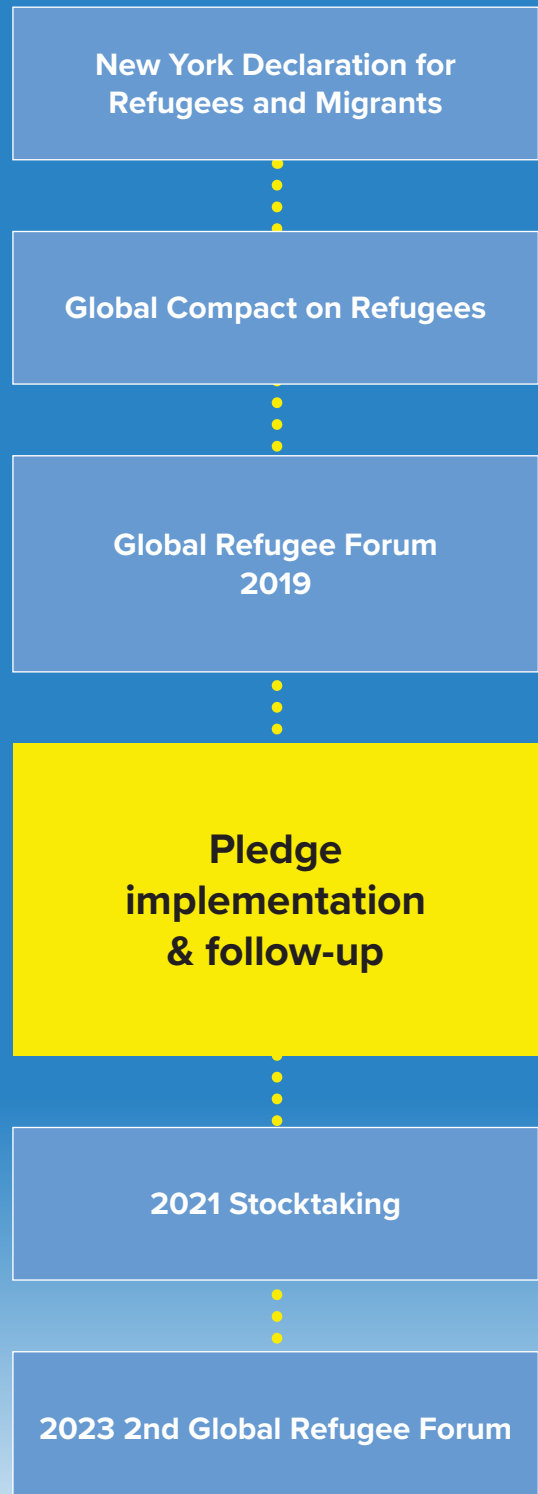 New York Declaration for
Refugees and Migrants
Global Compact on Refugees
Global Refugee Forum
2019
Pledge
implementation
& follow-up
2021 Stocktaking
2023 2nd Global Refugee Forum